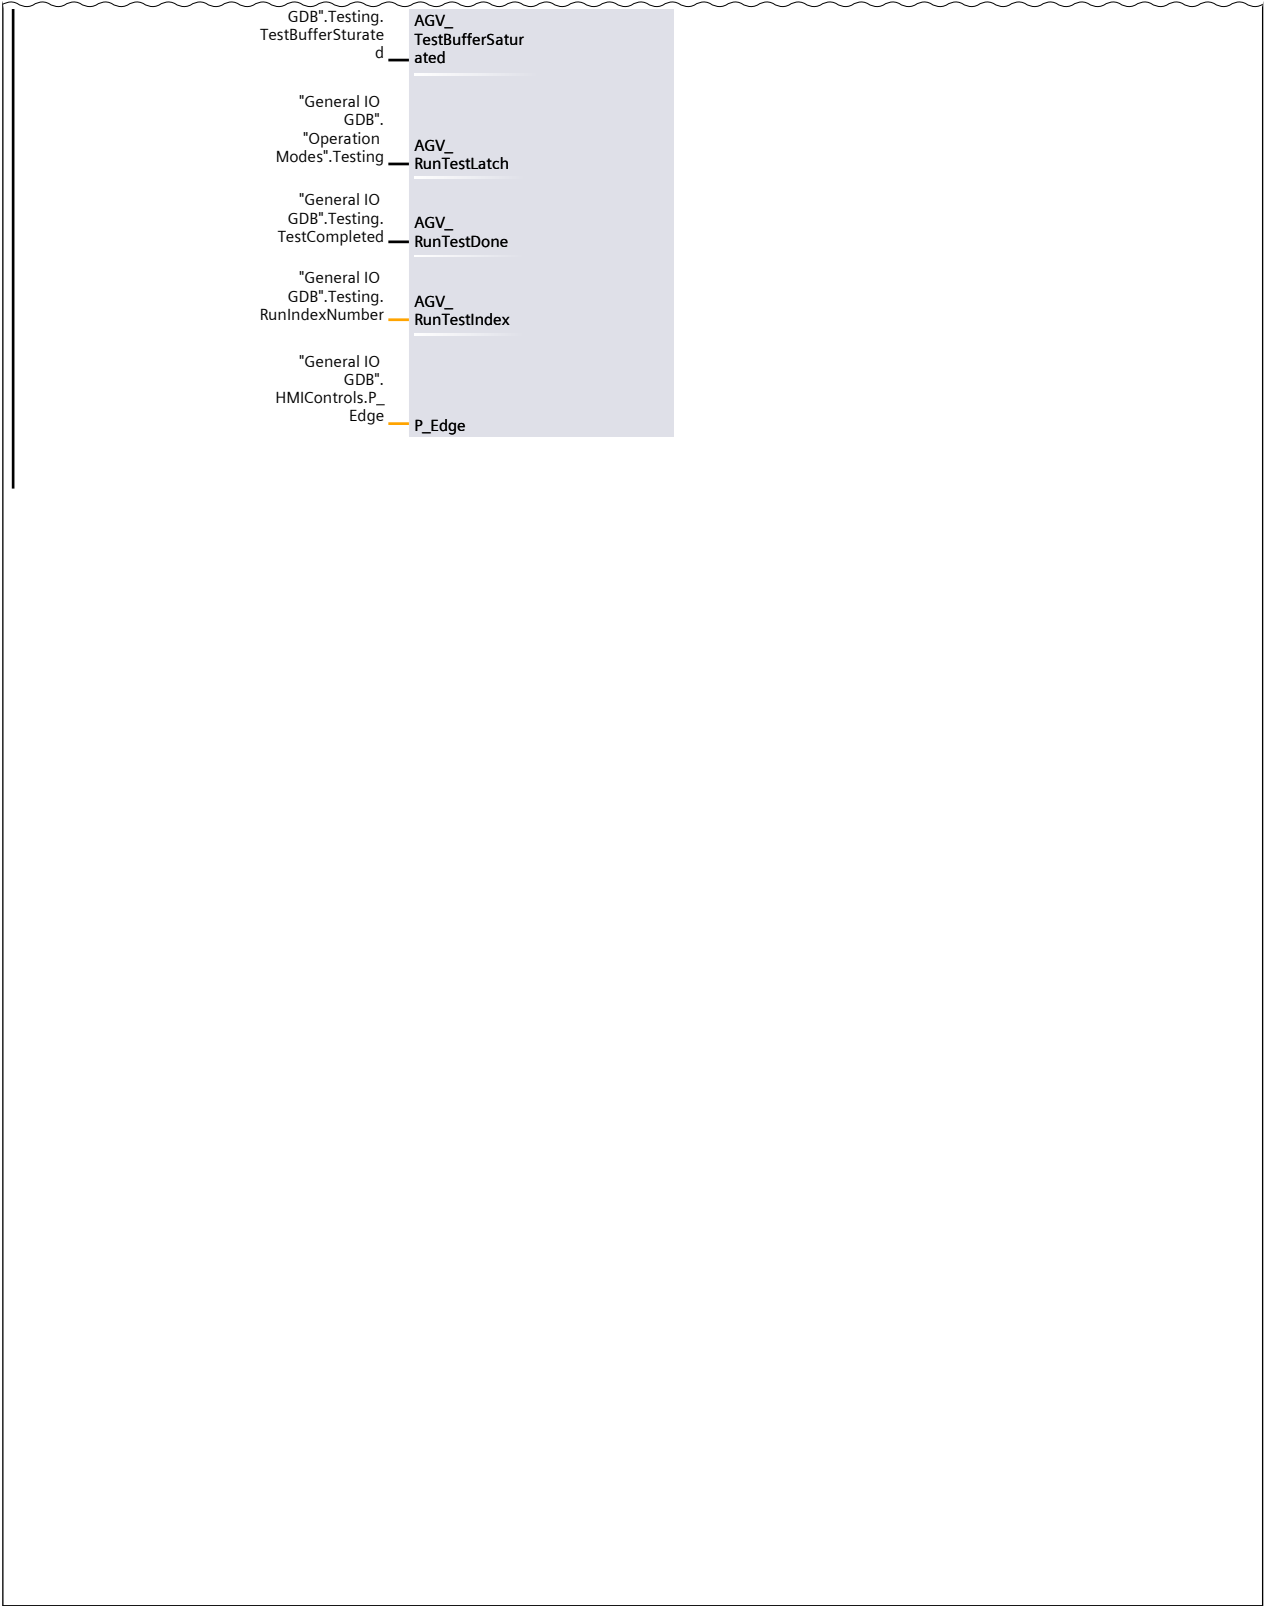 GDB".Testing.
TestBufferSturate
d
AGV_
TestBufferSatur
ated
"General IO
GDB".
"Operation
Modes".Testing
AGV_
RunTestLatch
"General IO
GDB".Testing.
TestCompleted
AGV_
RunTestDone
"General IO
GDB".Testing.
RunIndexNumber
AGV_
RunTestIndex
"General IO
GDB".
HMIControls.P_
Edge
P_Edge